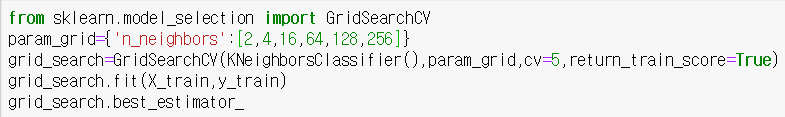 from sklearn.model_selection import GridSearchCV
param_grid={'n_neighbors':[2,4,16,64,128,256]}
grid_search=GridSearchCV(KNeighborsClassifier(),param_grid,cv=5,return_train_score=True)
grid_search.fit(X_train,y_train)
grid_search.best_estimator_